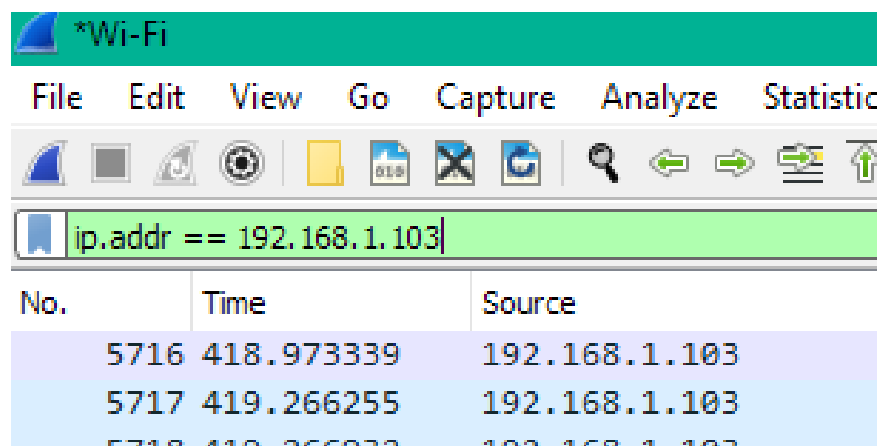 *Wi-Fi
File Edit View Go Capture Analyze Statistic
ip.addr == 192.168.1.103
No. Time Source
5716 418.973339 192.168.1.103
5717 419.266255 192.168.1.103